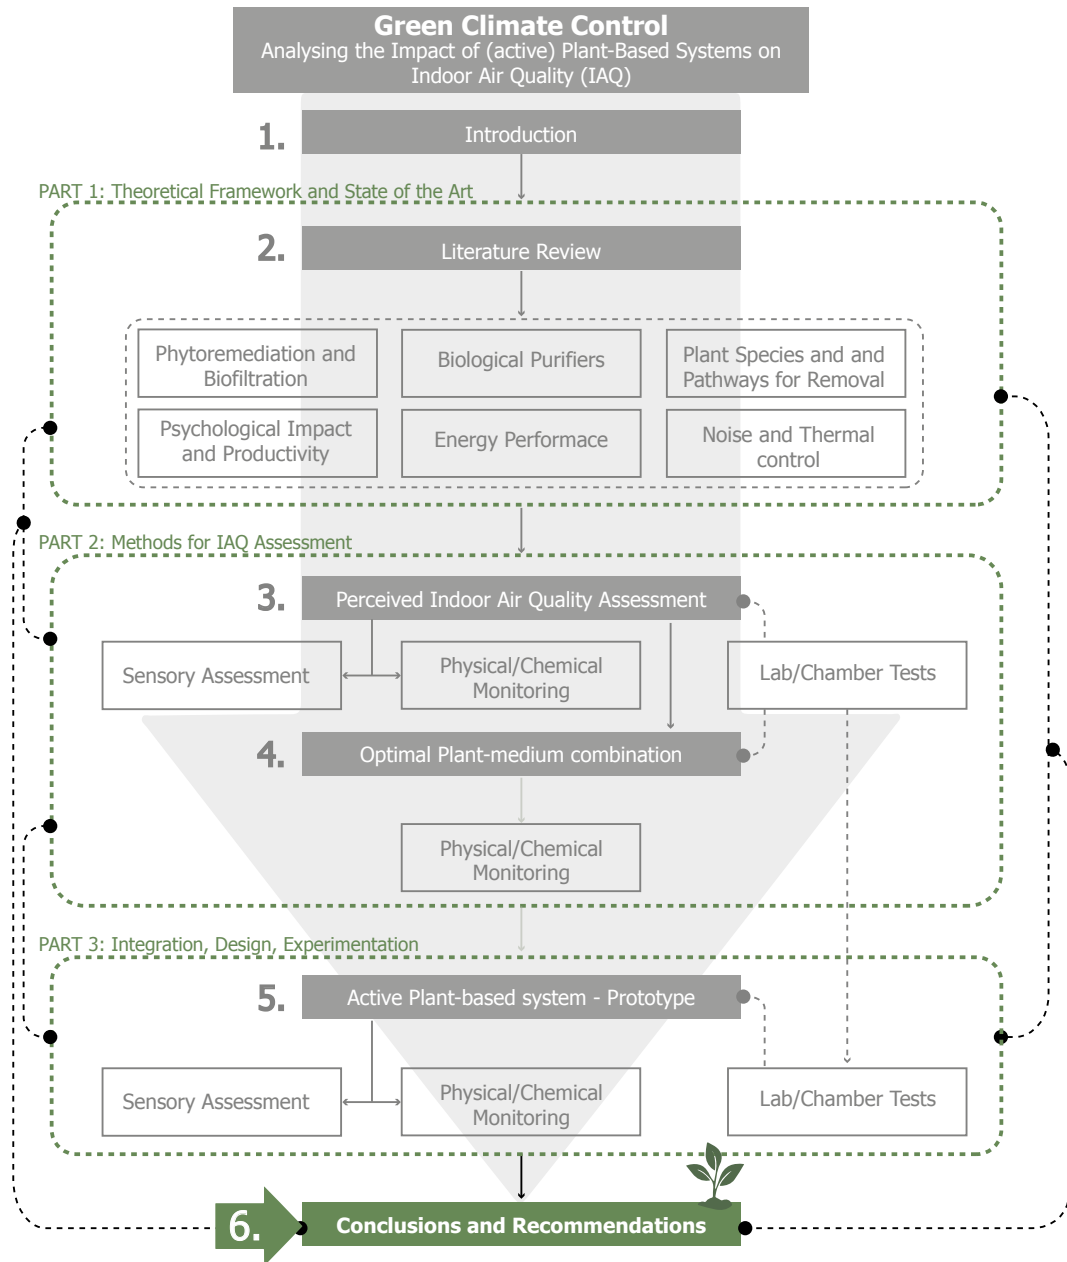 Green Climate Control
Analysing the Impact of (active) Plant-Based Systems on
Indoor Air Quality (IAQ)
1.
Introduction
PART 1: Theoretical Framework and State of the Art
2.
Literature Review
Phytoremediation and
Biofiltration
Biological Purifiers
Plant Species and and
Pathways for Removal
Psychological Impact
and Productivity
Energy Performace
Noise and Thermal
control
PART 2: Methods for IAQ Assessment
3.
Perceived Indoor Air Quality Assessment
Sensory Assessment
Physical/Chemical
Monitoring
Lab/Chamber Tests
4.
Optimal Plant-medium combination
Physical/Chemical
Monitoring
PART 3: Integration, Design, Experimentation
5.
Active Plant-based system - Prototype
Sensory Assessment
Physical/Chemical
Monitoring
Lab/Chamber Tests
6.
Conclusions and Recommendations